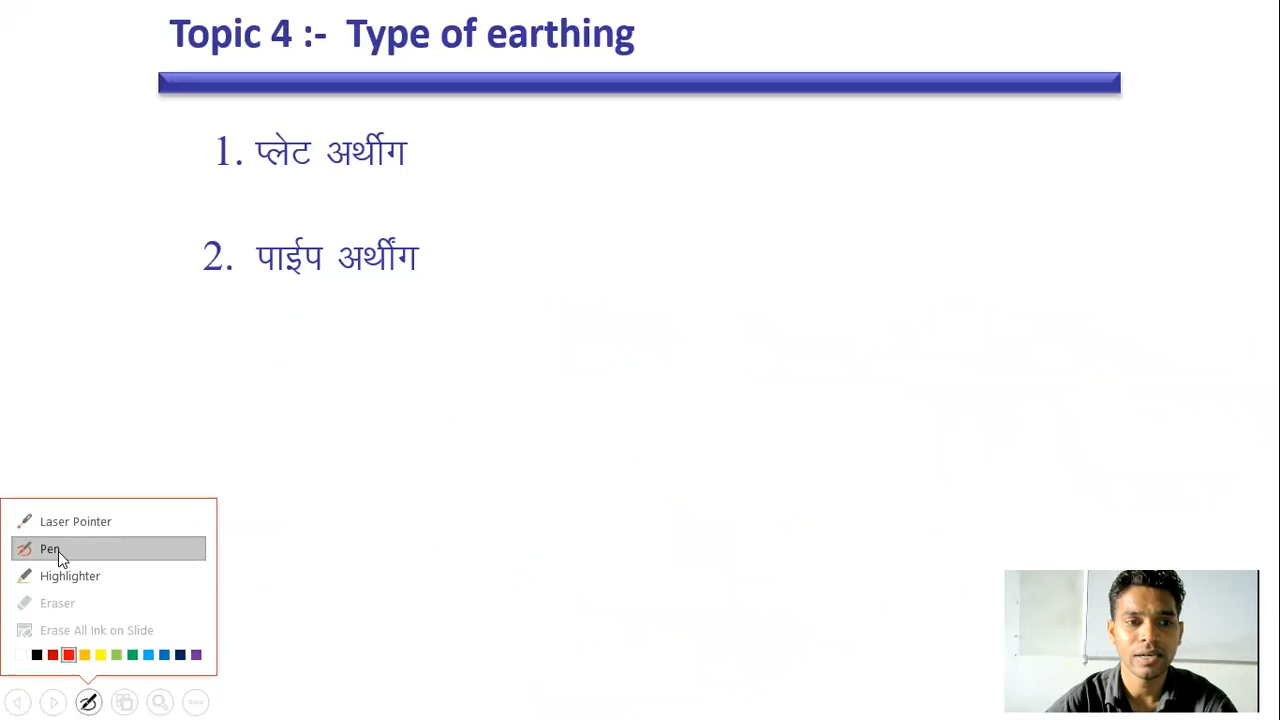 Topic 4 :- Type of earthing
1. प्लेट अर्थीग
2. पाईप अर्थींग
Laser Pointer
Pen
Highlighter
Eraser
Erase All Ink on Slide